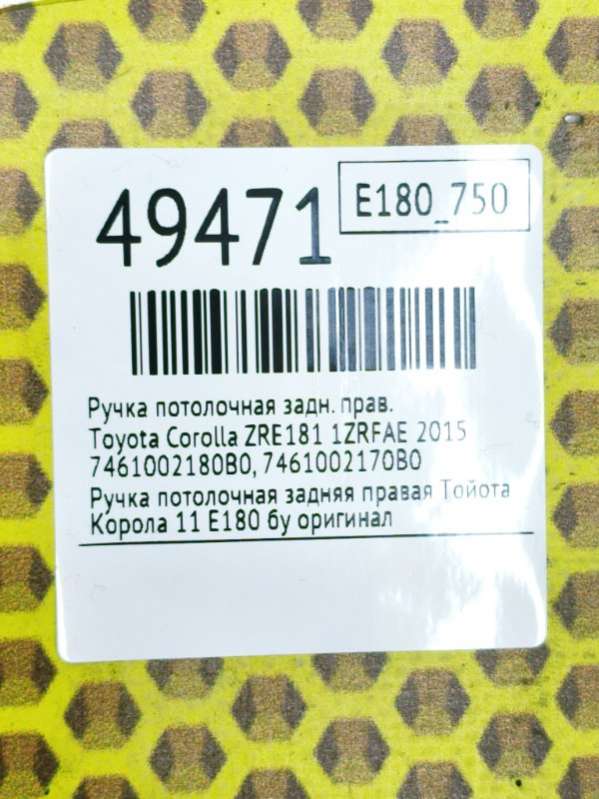 49471
E180_750
Ручка потолочная задн. прав.
Toyota Corolla ZRE181 1ZRFAE 2015
7461002180B0, 7461002170B0
Ручка потолочная задняя правая Тойота
Корола 11 Е180 бу оригинал